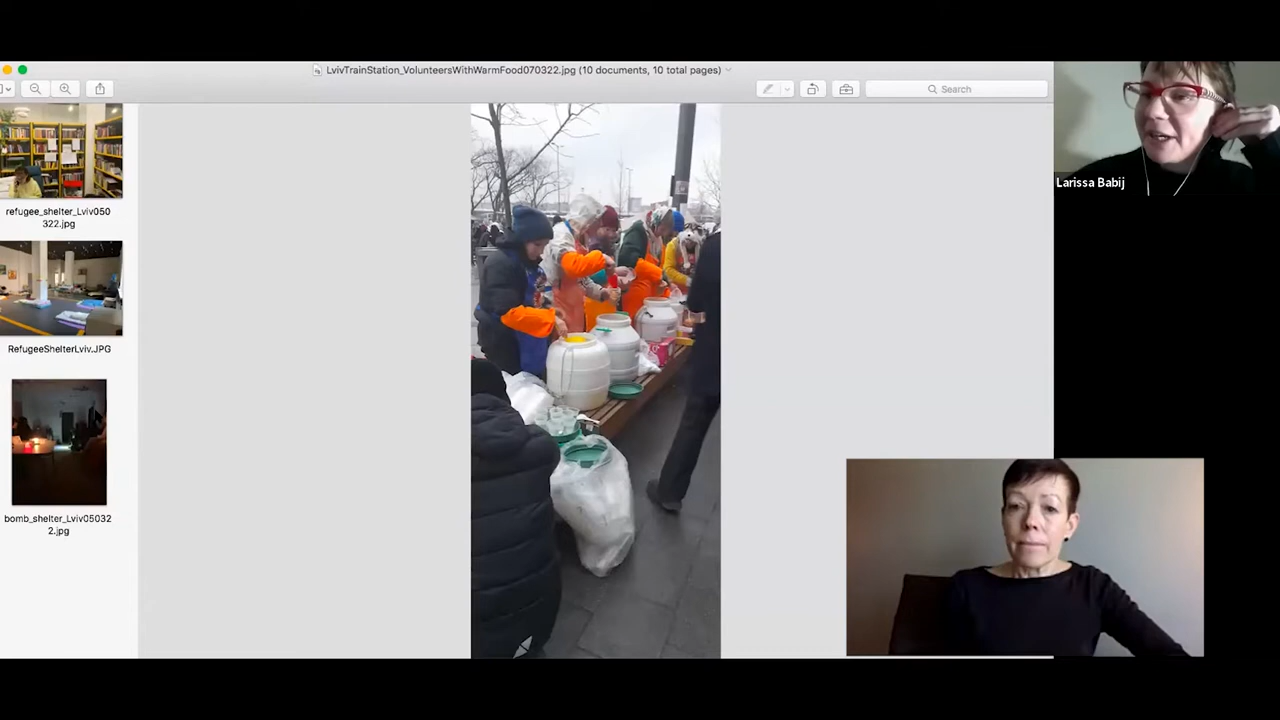 LvivTrainStation_VolunteersWithWarmFood070322.jpg (10 documents, 10 total pages)
Search
Larissa Babij
refugee_shelter_Lviv050
322.jpg
RefugeeShelterLviv.JPG
bomb_shelter_Lviv05032
2.jpg